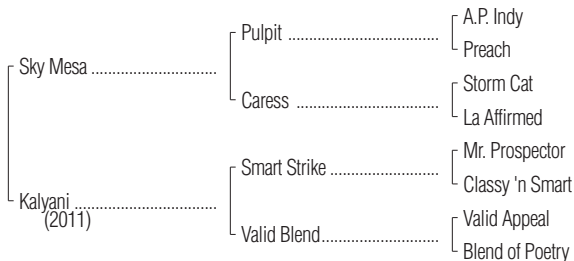 A.P. Indy
Pulpit ............................
Preach
Sky Mesa ............................
Storm Cat
Caress ................................
La Affirmed
Mr. Prospector
Smart Strike ........................
Classy 'n Smart
Kalyani ................................
(2011)
Valid Appeal
Valid Blend...........................
Blend of Poetry